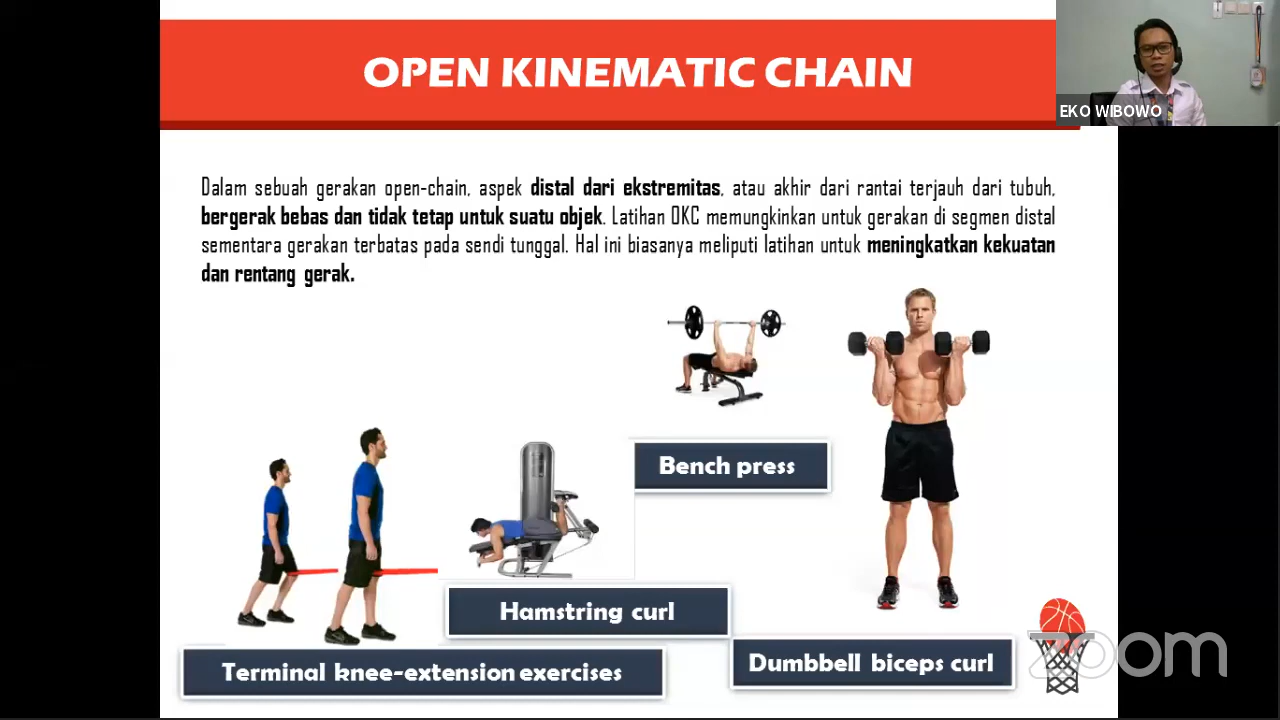 OPEN KINEMATIC CHAIN
EKO WIBOWO
Dalam sebuah gerakan open-chain, aspek distal dari ekstremitas, atau akhir dari rantai terjauh dari tubuh,
bergerak bebas dan tidak tetap untuk suatu objek. Latihan OKC memungkinkan untuk gerakan di segmen distal
sementara gerakan terbatas pada sendi tunggal. Hal ini biasanya meliputi latihan untuk meningkatkan kekuatan
dan rentang gerak.
Bench press
Hamstring curl
Terminal knee-extension exercises
Dumbbell biceps curl
zoom